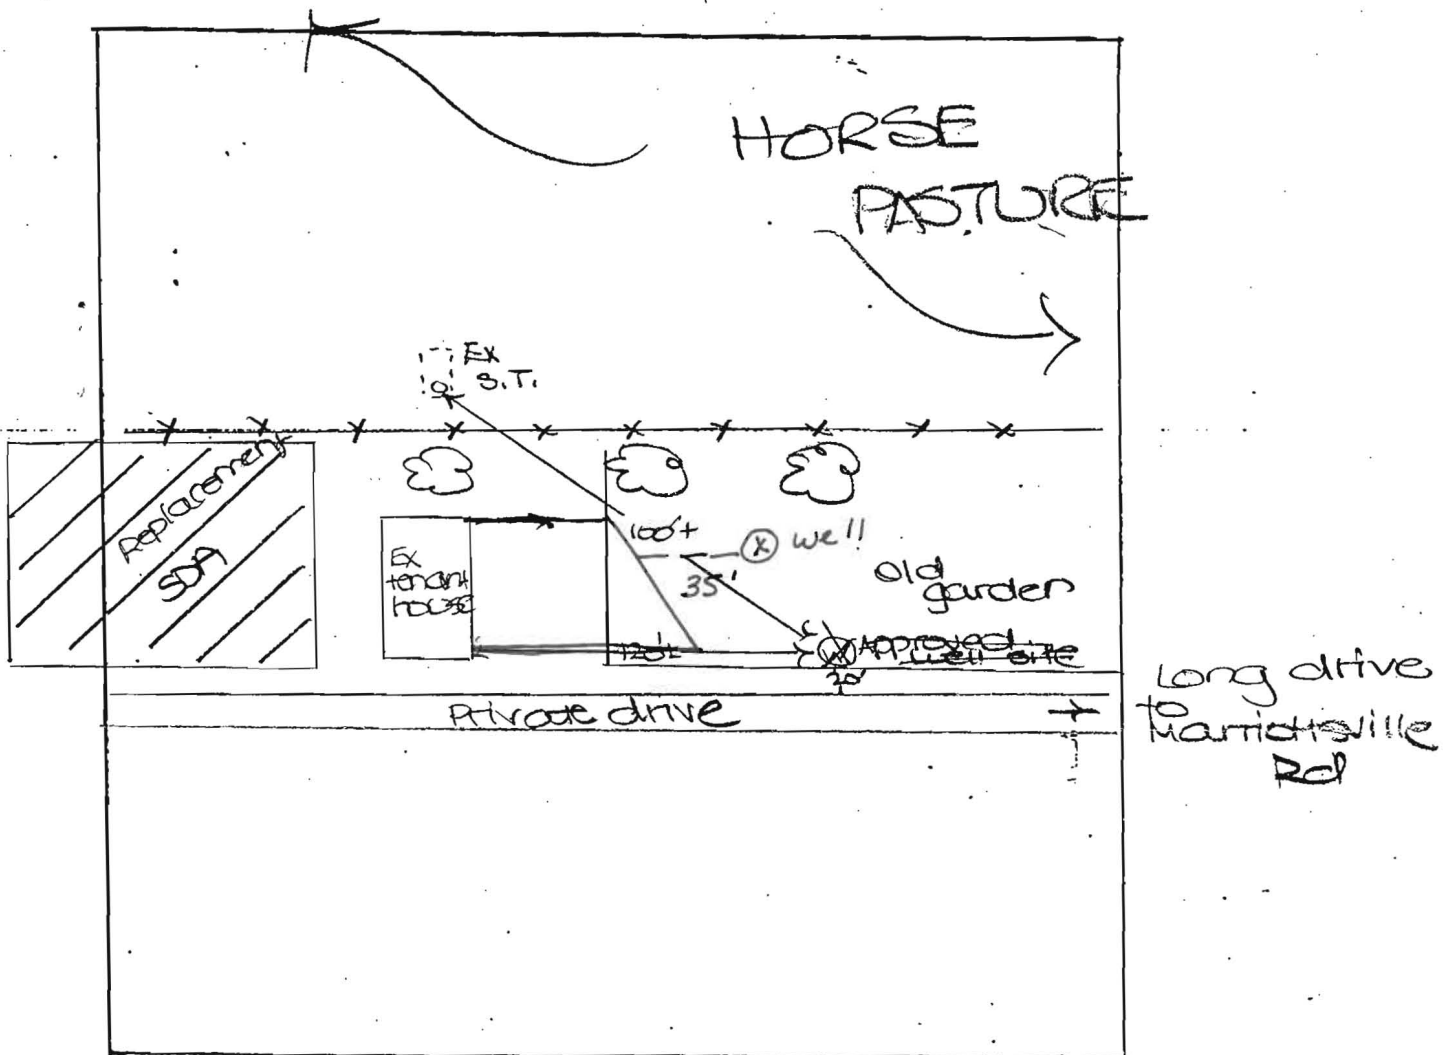 HORSE
PASTURE
Ex
S.T.
Replacement
SDA
Ex
tenant
house
100'+
35'
well
Old
garden
120'±
Approved
well site
20'
Private drive
Long drive
to
Marriottsville
Rd